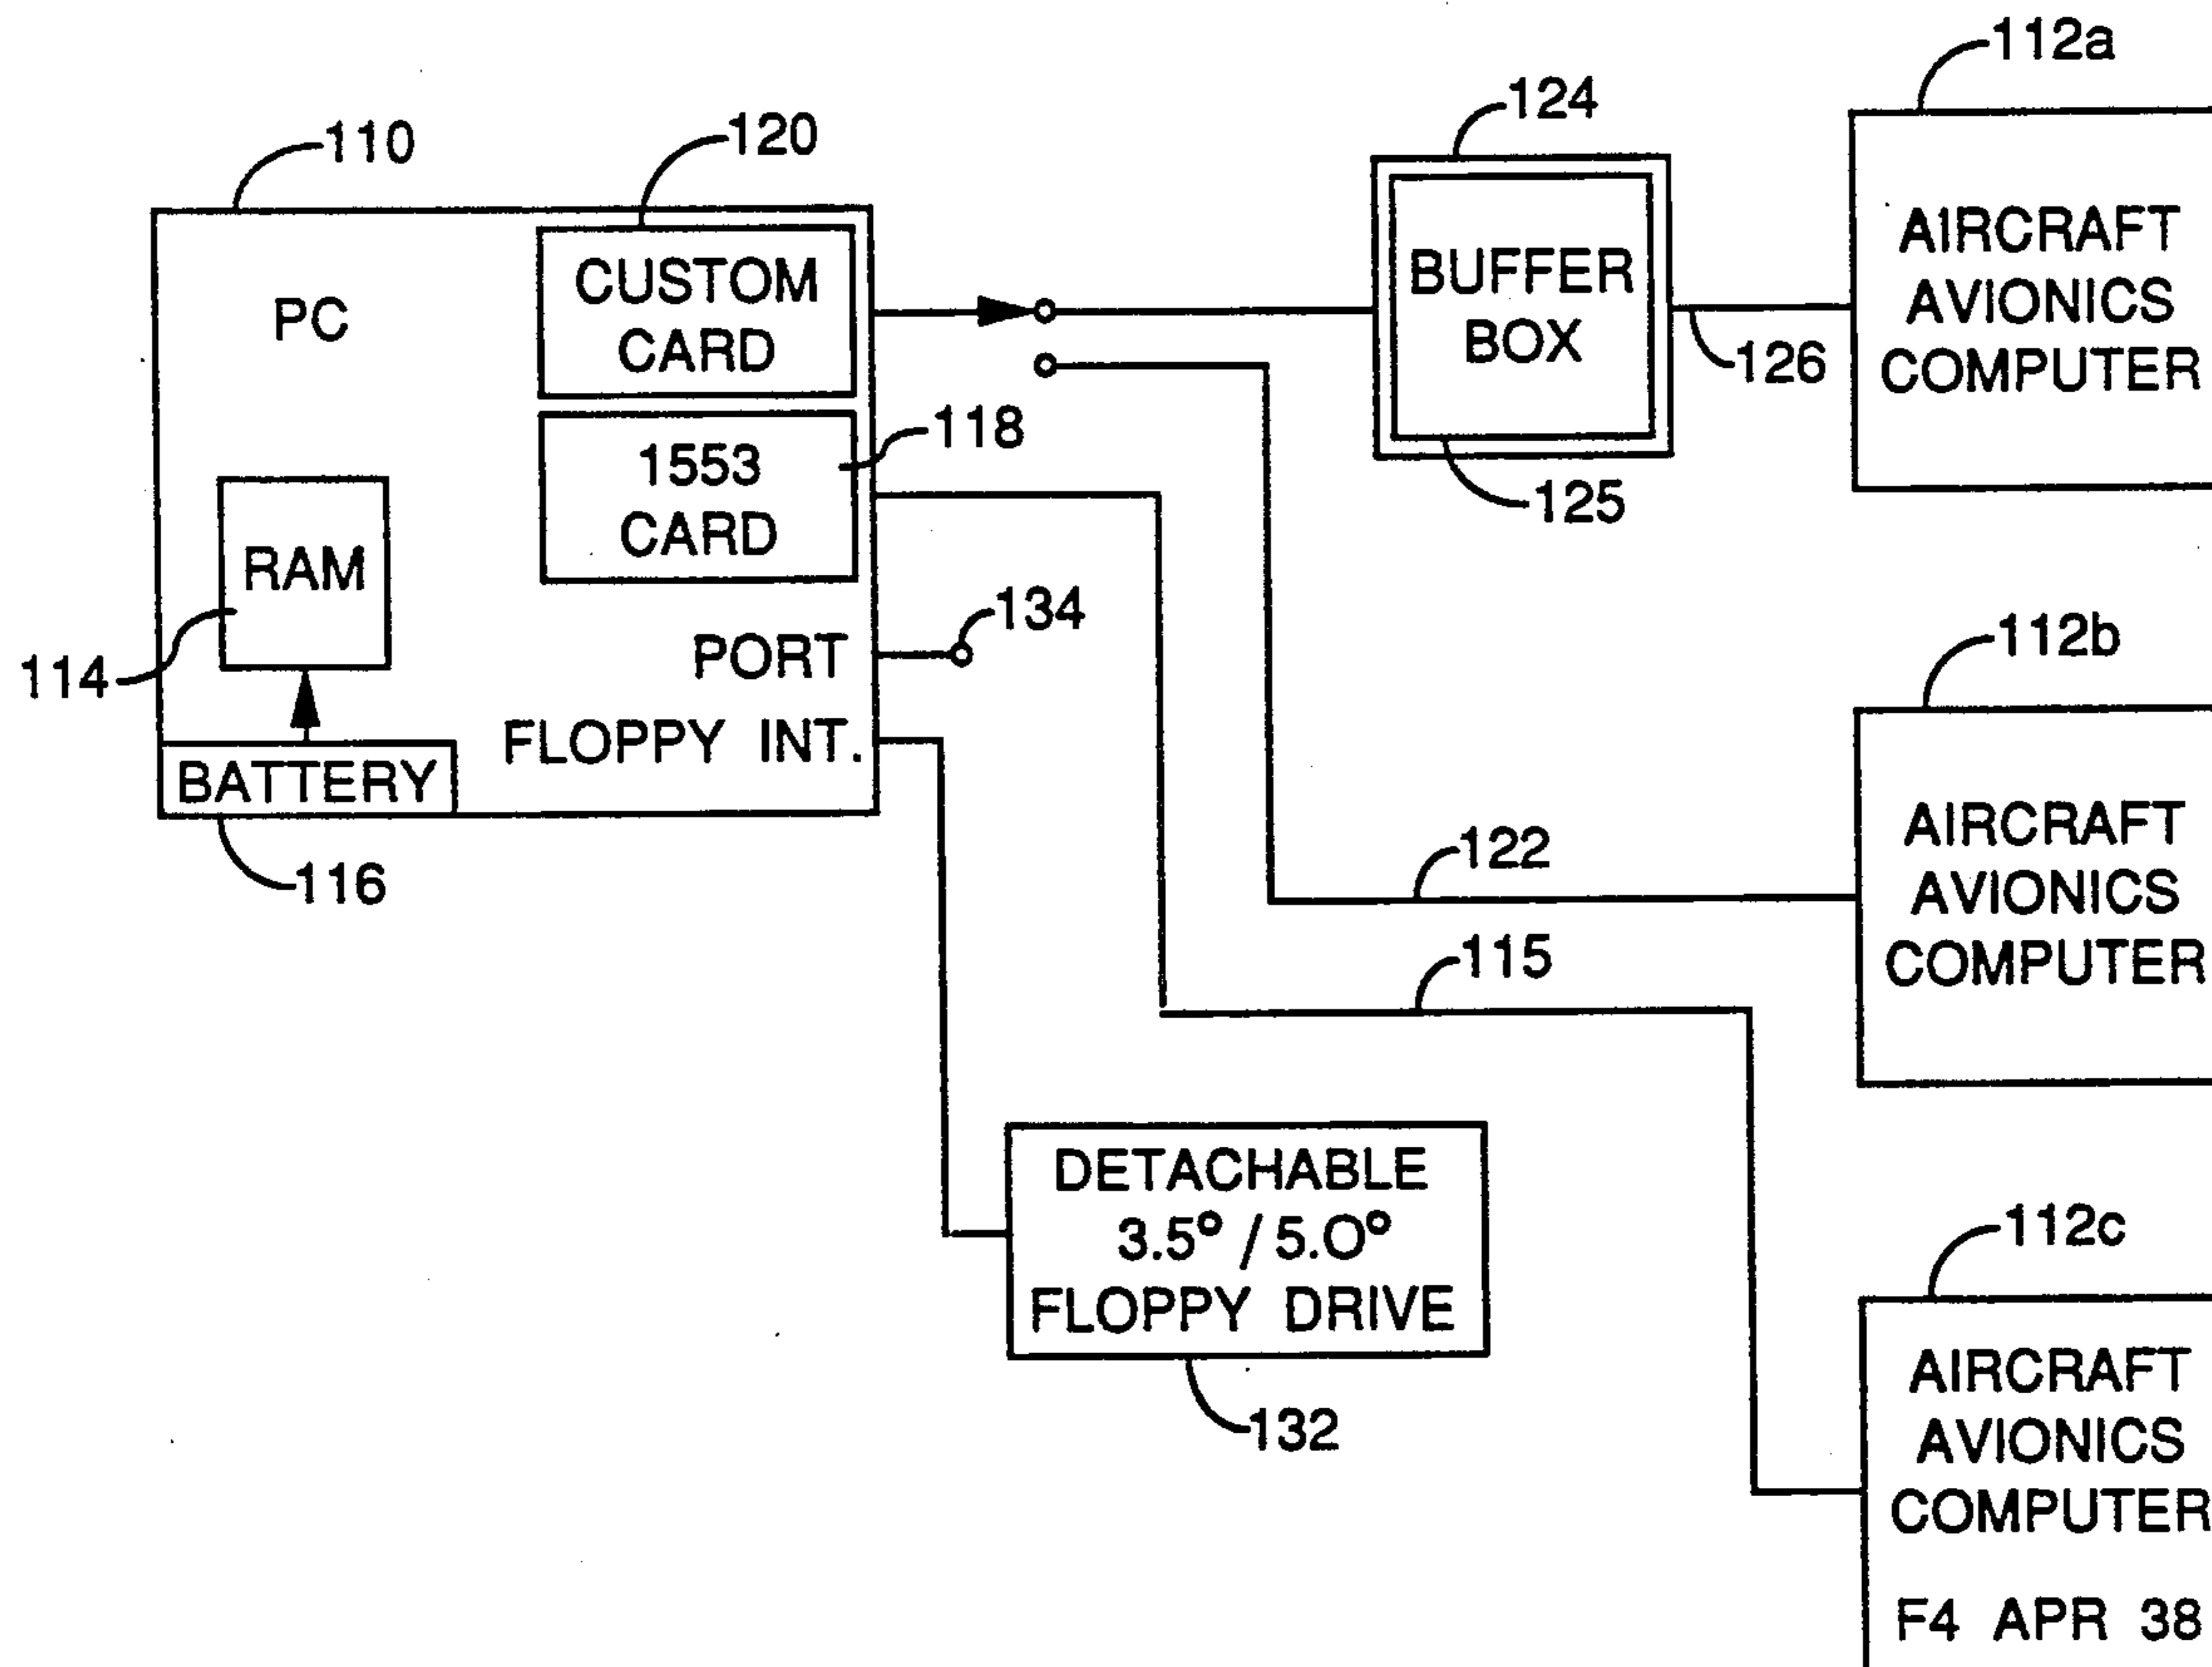 112a
124
120
110
AIRCRAFT
AVIONICS
COMPUTER
BUFFER
BOX
CUSTOM
CARD
PC
126
118
1553
CARD
125
RAM
134
112b
PORT
114
FLOPPY INT.
BATTERY
116
122
AIRCRAFT
AVIONICS
COMPUTER
115
DETACHABLE
3.5° / 5.0°
FLOPPY DRIVE
112c
132
AIRCRAFT
AVIONICS
COMPUTER
F4 APR 38